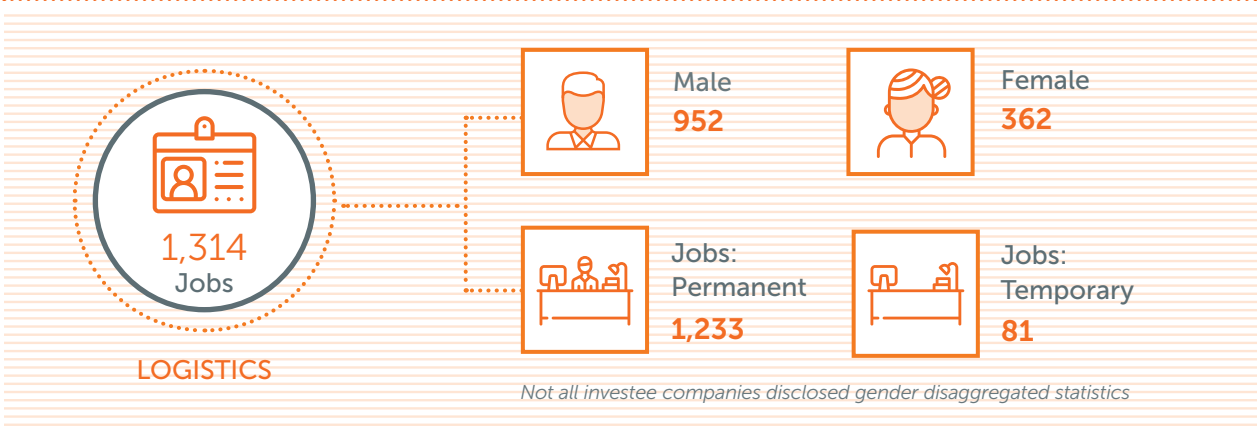 1,314
Jobs
LOGISTICS
Male
952
Female
362
Jobs:
Permanent
1,233
Jobs:
Temporary
81
Not all investee companies disclosed gender disaggregated statistics